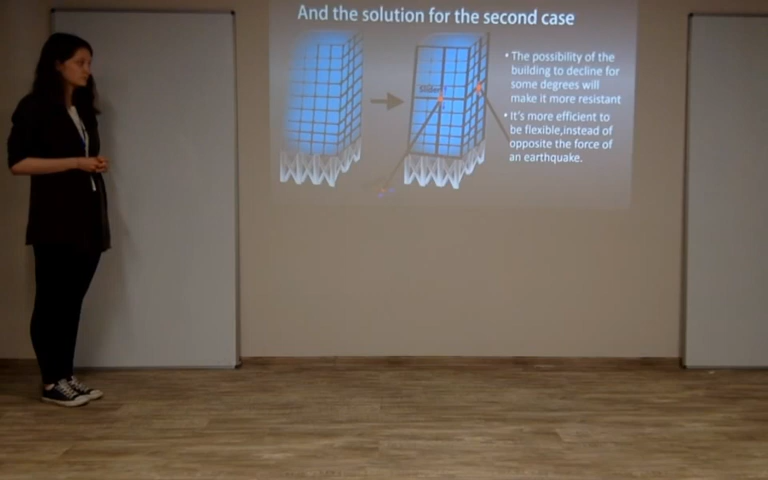 And the solution for the second case
• The possibility of the
building to decline for
some degrees will
make it more resistant
• It's more efficient to
be flexible,instead of
opposite the force of
an earthquake.